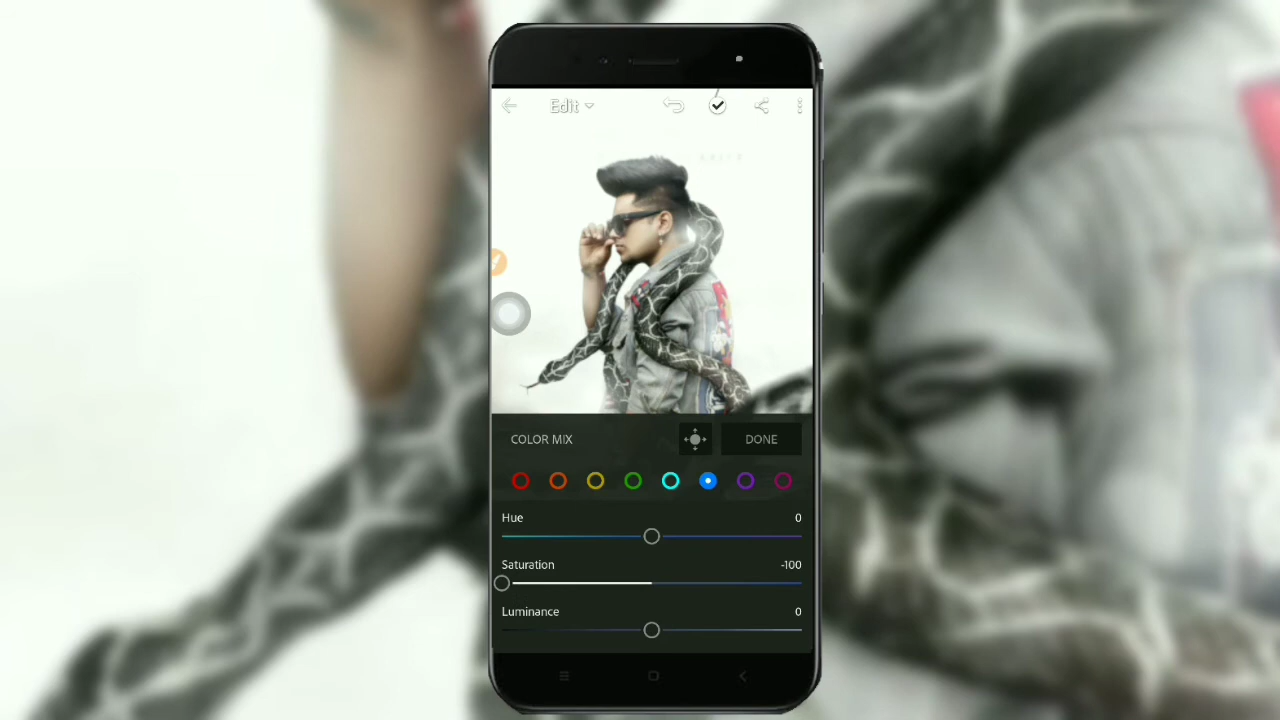 Edit
COLOR MIX
DONE
Hue 0
Saturation -100
Luminance 0